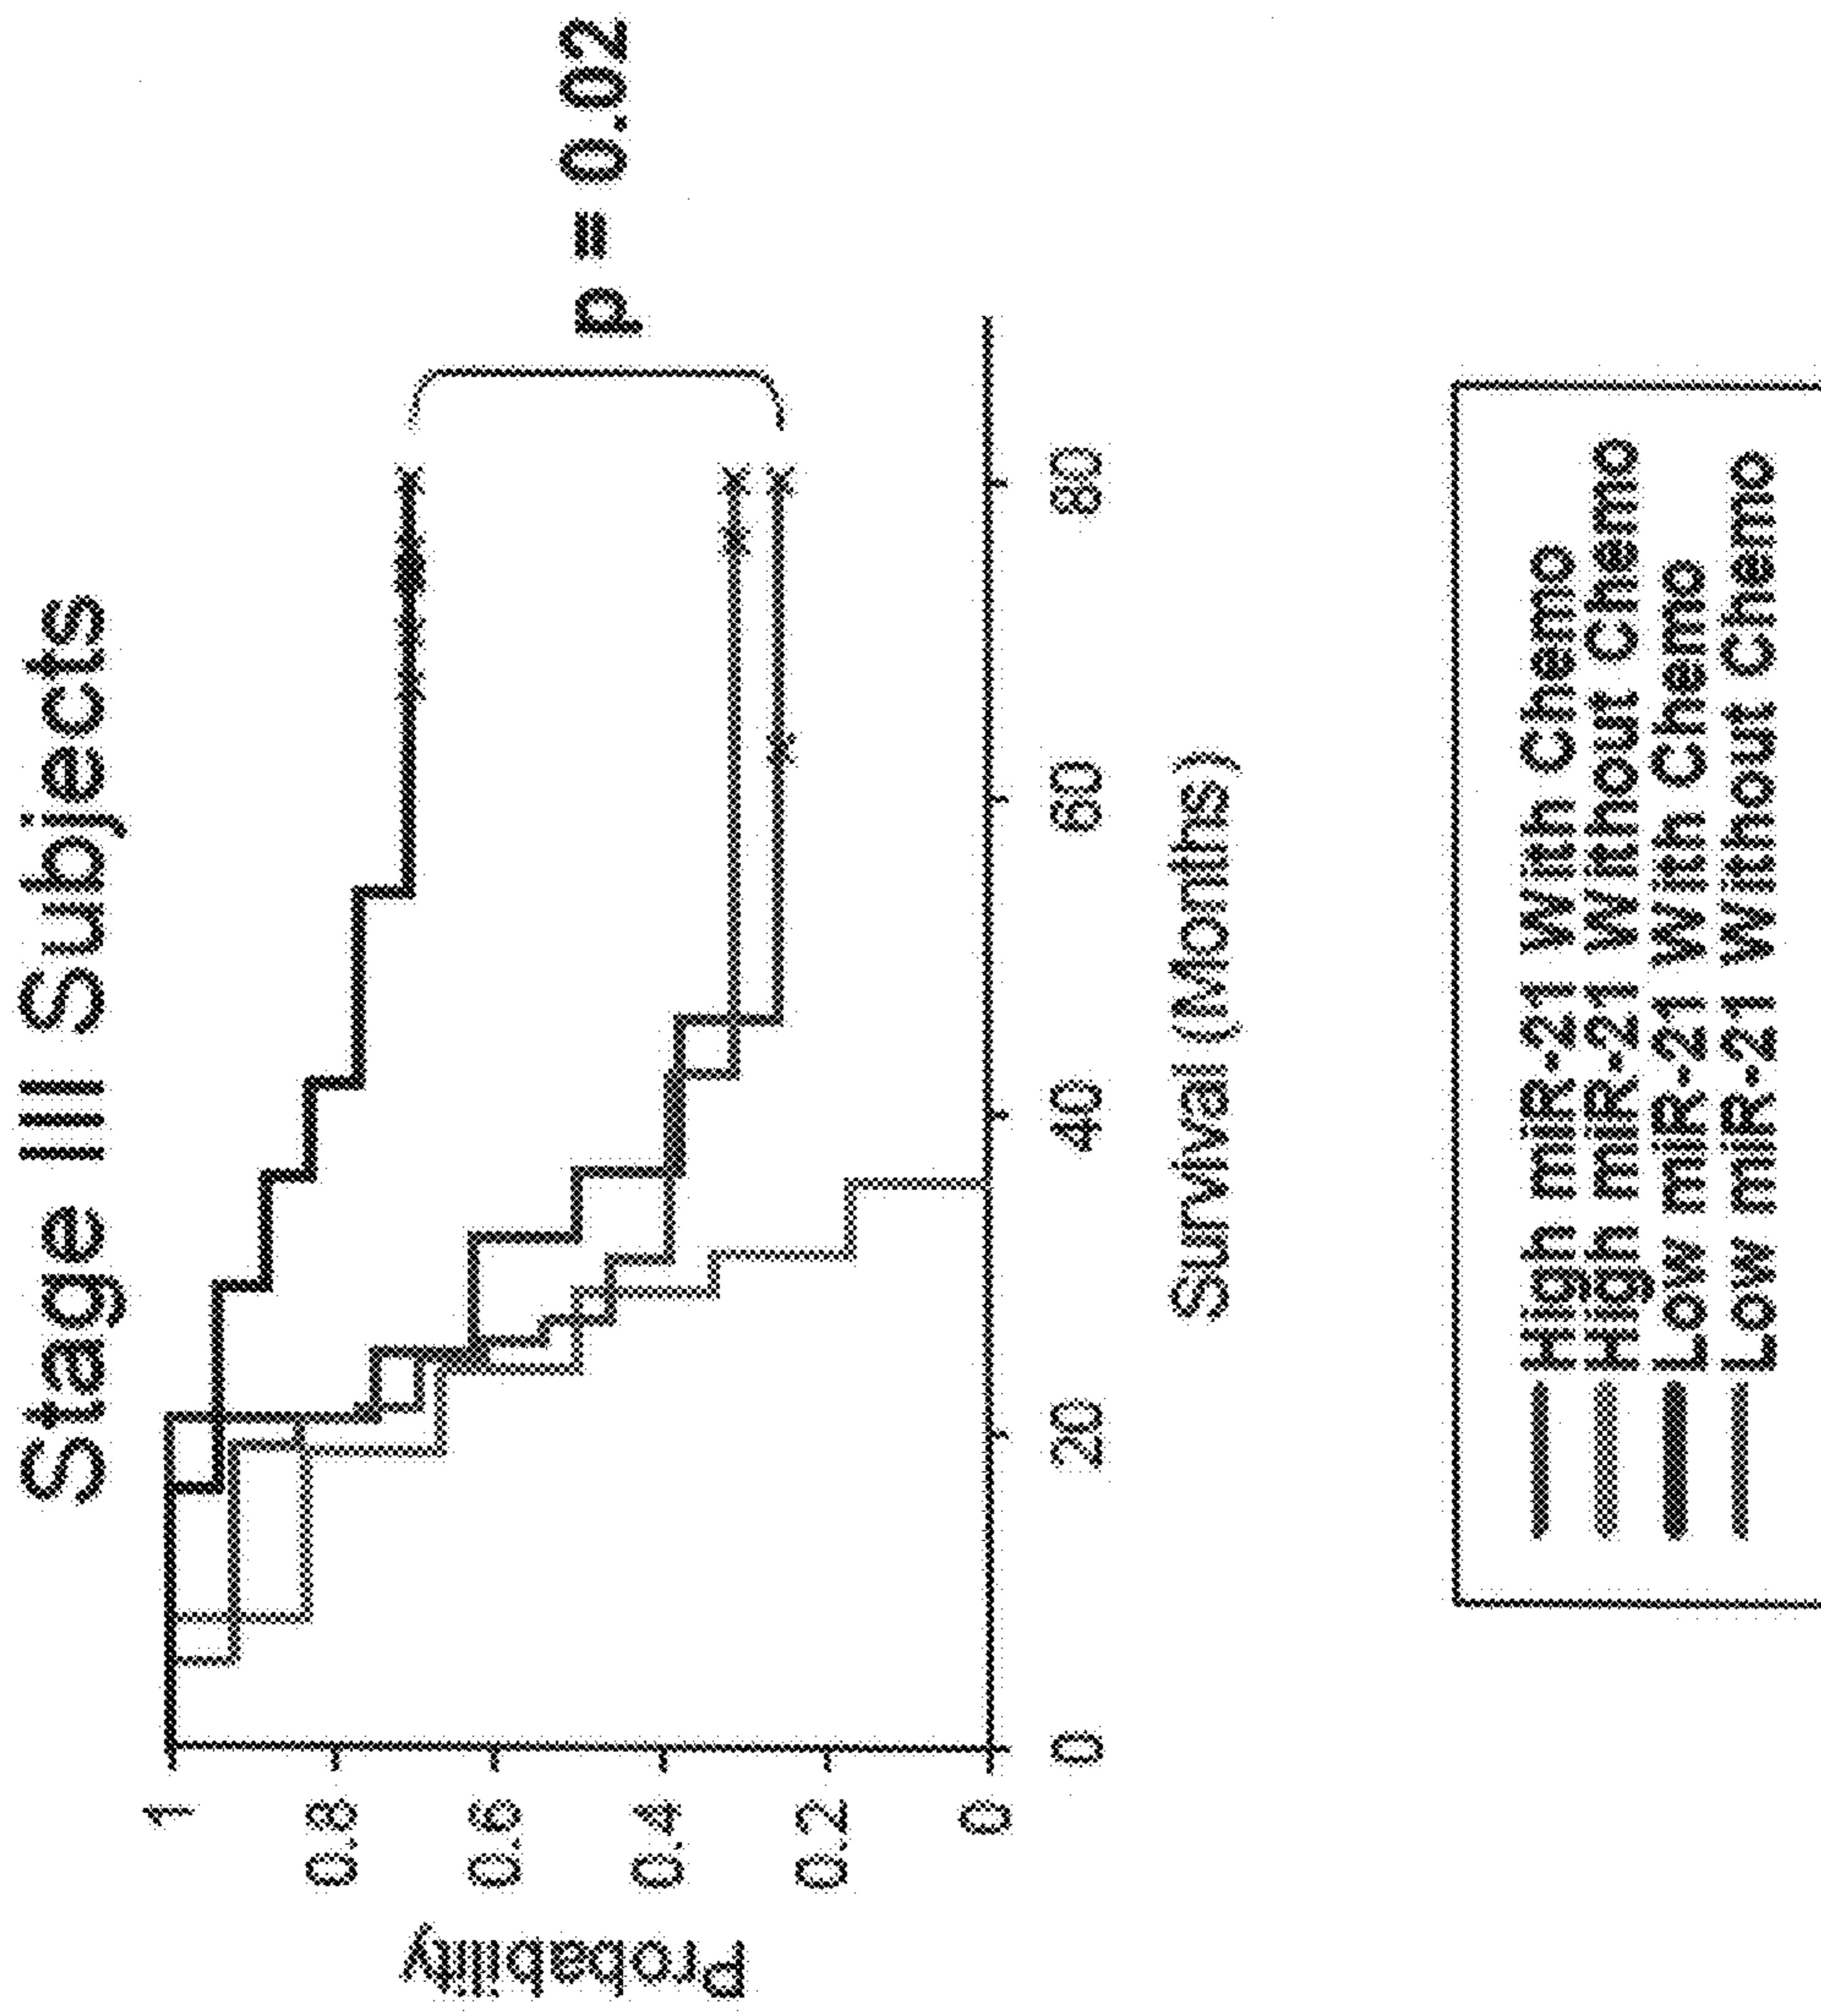 Stage III Subjects
Probability
1
0.8
0.6
0.4
0.2
0
0
20
40
60
80
Survival (Months)
p = 0.02
High miR-21 With Chemo
High miR-21 Without Chemo
Low miR-21 With Chemo
Low miR-21 Without Chemo